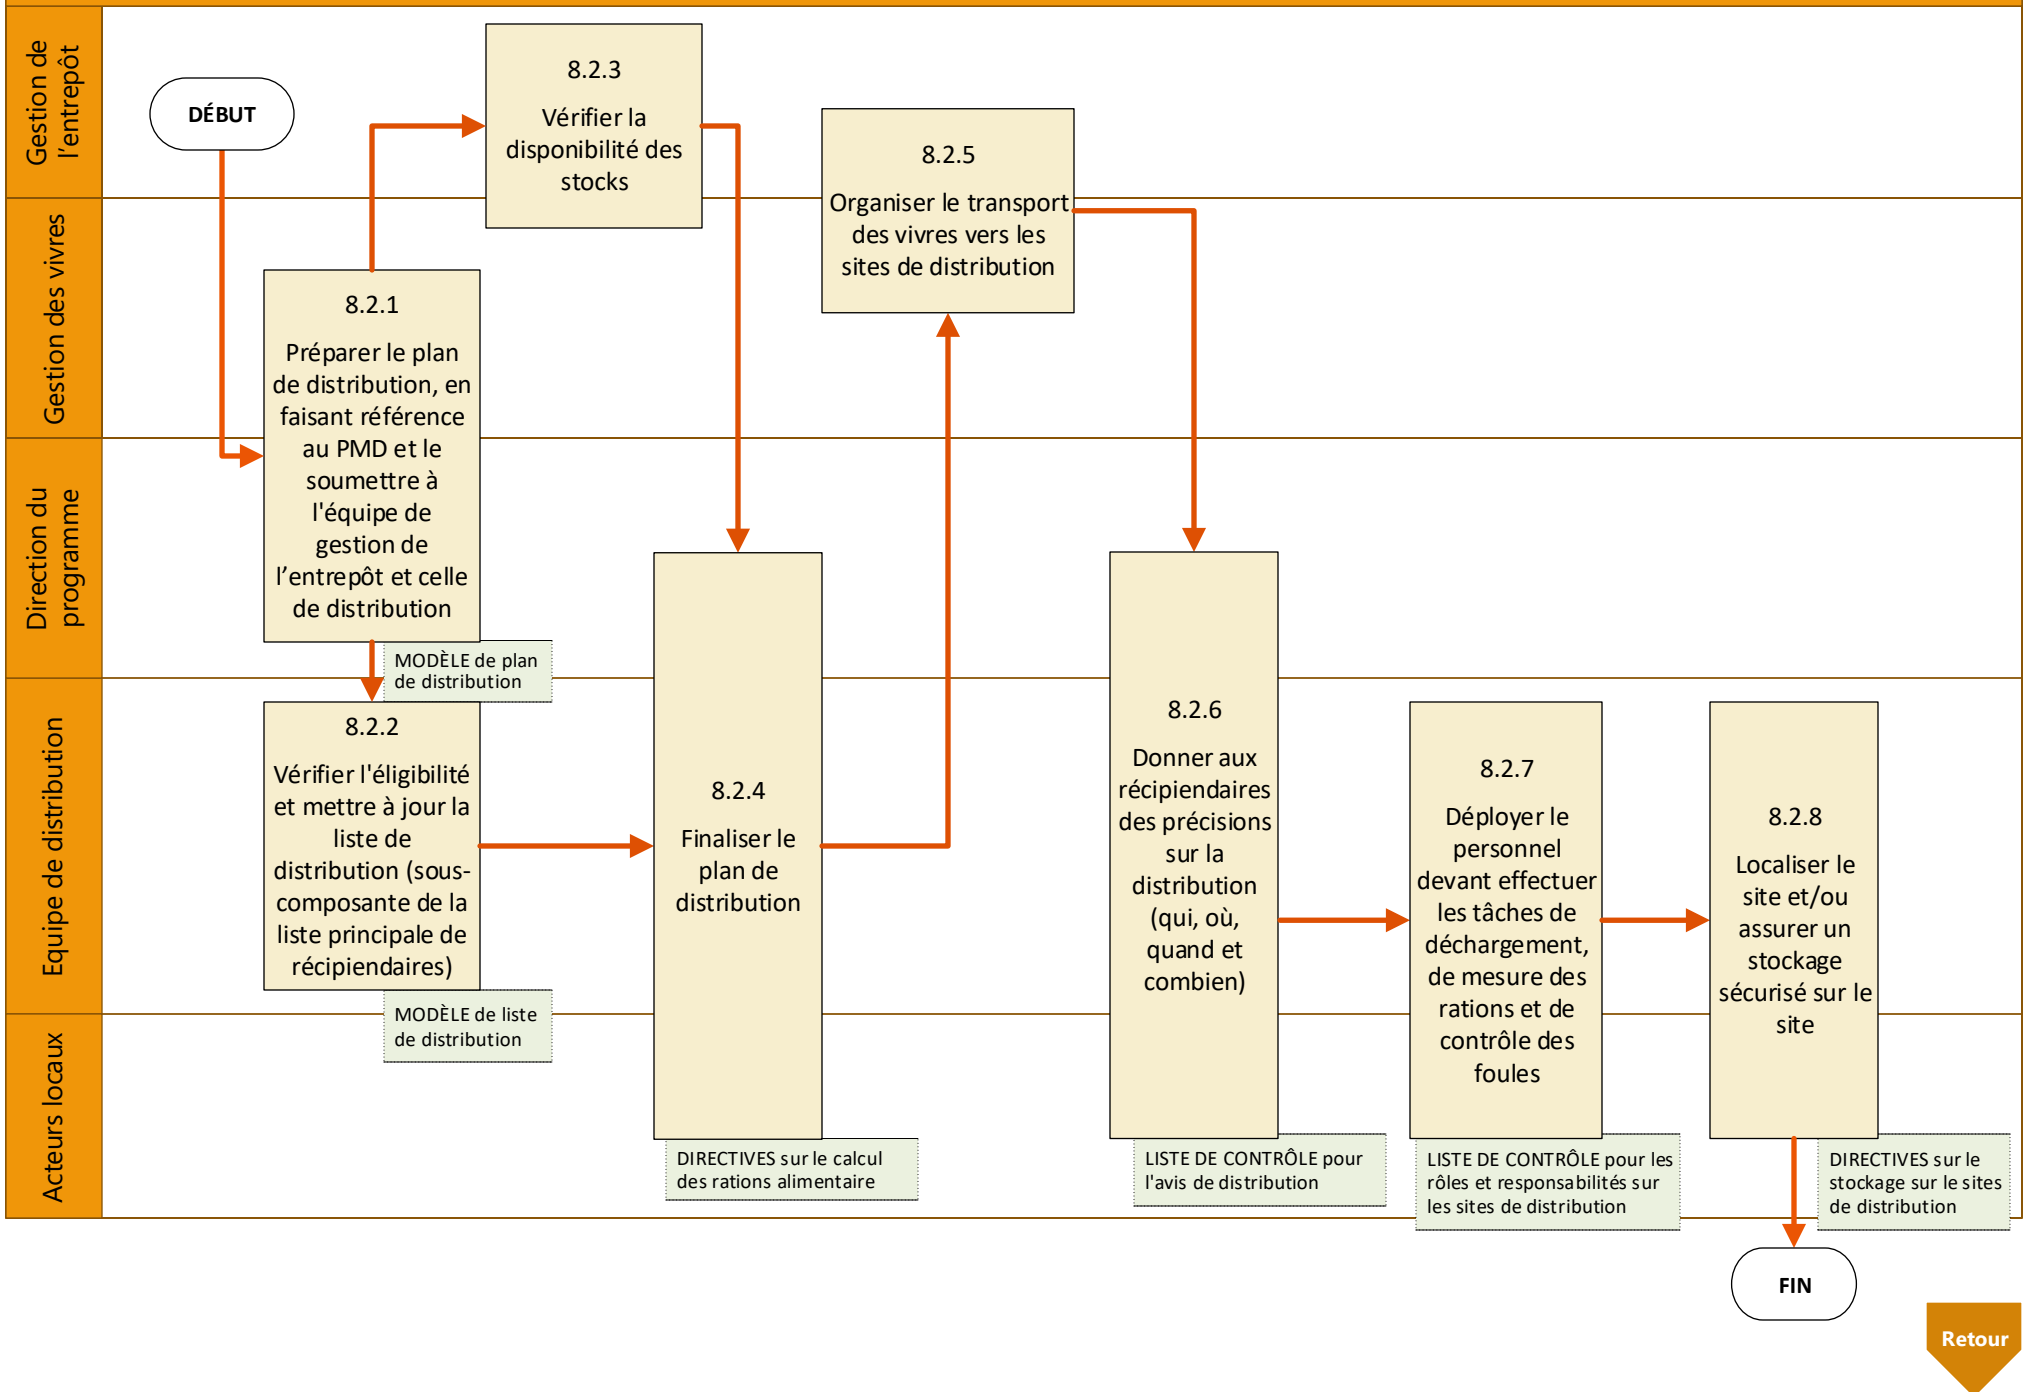 Gestion de
l'entrepôt
Gestion des vivres
Direction du
programme
Equipe de distribution
Acteurs locaux
DÉBUT
8.2.1
Préparer le plan
de distribution, en
faisant référence
au PMD et le
soumettre à
l'équipe de
gestion de
l’entrepôt et celle
de distribution
MODÈLE de plan
de distribution
8.2.2
Vérifier l'éligibilité
et mettre à jour la
liste de
distribution (sous-
composante de la
liste principale de
récipiendaires)
MODÈLE de liste
de distribution
8.2.3
Vérifier la
disponibilité des
stocks
8.2.4
Finaliser le
plan de
distribution
DIRECTIVES sur le calcul
des rations alimentaire
8.2.5
Organiser le transport
des vivres vers les
sites de distribution
8.2.6
Donner aux
récipiendaires
des précisions
sur la
distribution
(qui, où,
quand et
combien)
LISTE DE CONTRÔLE pour
l'avis de distribution
8.2.7
Déployer le
personnel
devant effectuer
les tâches de
déchargement,
de mesure des
rations et de
contrôle des
foules
LISTE DE CONTRÔLE pour les
rôles et responsabilités sur
les sites de distribution
8.2.8
Localiser le
site et/ou
assurer un
stockage
sécurisé sur le
site
DIRECTIVES sur le
stockage sur le sites
de distribution
FIN
Retour